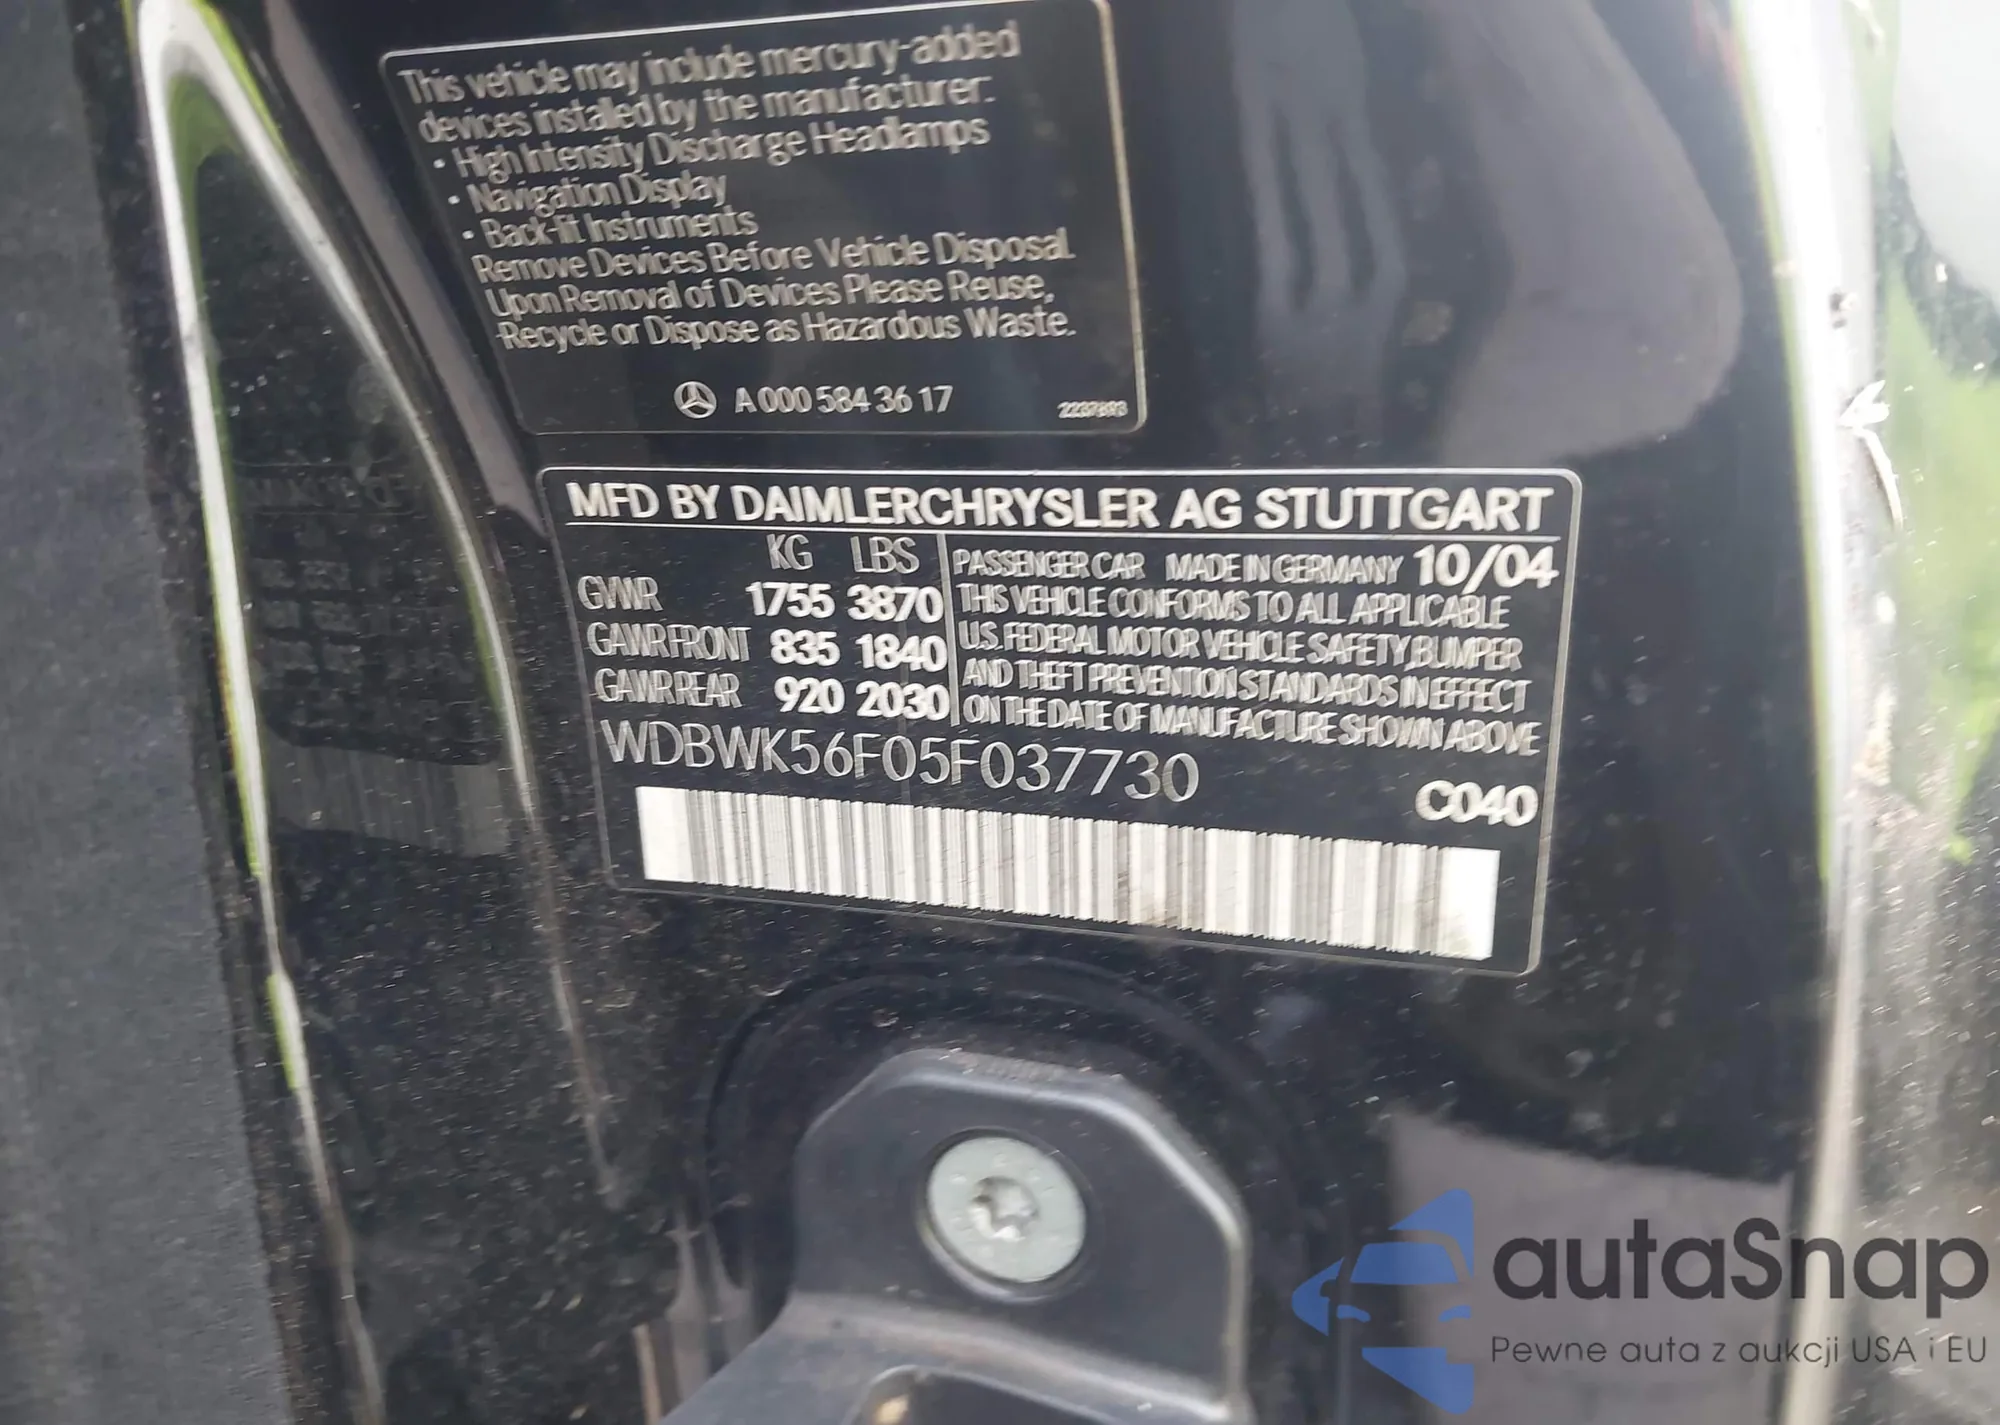 This vehicle may include mercury-added
devices installed by the manufacturer:
• High Intensity Discharge Headlamps
• Navigation Display
• Back-lit Instruments
Remove Devices Before Vehicle Disposal.
Upon Removal of Devices Please Reuse,
Recycle or Dispose as Hazardous Waste.
A 000 584 36 17
MFD BY DAIMLERCHRYSLER AG STUTTGART
KG LBS
GVWR 1755 3870
GAWR FRONT 835 1840
GAWR REAR 920 2030
PASSENGER CAR MADE IN GERMANY 10/04
THIS VEHICLE CONFORMS TO ALL APPLICABLE
U.S. FEDERAL MOTOR VEHICLE SAFETY, BUMPER
AND THEFT PREVENTION STANDARDS IN EFFECT
ON THE DATE OF MANUFACTURE SHOWN ABOVE
WDBWK56F05F037730
C040
autaSnap
Pewne auta z aukcji USA i EU